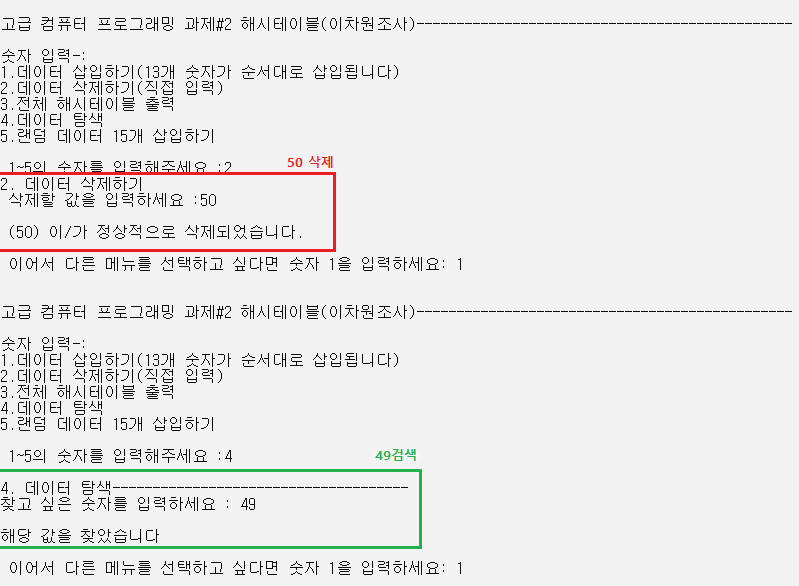 고급 컴퓨터 프로그래밍 과제#2 해시테이블(이차원조사)-----------------------------------------------
숫자 입력-:
1.데이터 삽입하기(13개 숫자가 순서대로 삽입됩니다)
2.데이터 삭제하기(직접 입력)
3.전체 해시테이블 출력
4.데이터 탐색
5.랜덤 데이터 15개 삽입하기
1~5의 숫자를 입력해주세요 :2
50 삭제
2. 데이터 삭제하기
삭제할 값을 입력하세요 :50
(50) 이/가 정상적으로 삭제되었습니다.
이어서 다른 메뉴를 선택하고 싶다면 숫자 1을 입력하세요: 1
고급 컴퓨터 프로그래밍 과제#2 해시테이블(이차원조사)-----------------------------------------------
숫자 입력-:
1.데이터 삽입하기(13개 숫자가 순서대로 삽입됩니다)
2.데이터 삭제하기(직접 입력)
3.전체 해시테이블 출력
4.데이터 탐색
5.랜덤 데이터 15개 삽입하기
1~5의 숫자를 입력해주세요 :4
49검색
4. 데이터 탐색-------------------------------------
찾고 싶은 숫자를 입력하세요 : 49
해당 값을 찾았습니다
이어서 다른 메뉴를 선택하고 싶다면 숫자 1을 입력하세요: 1